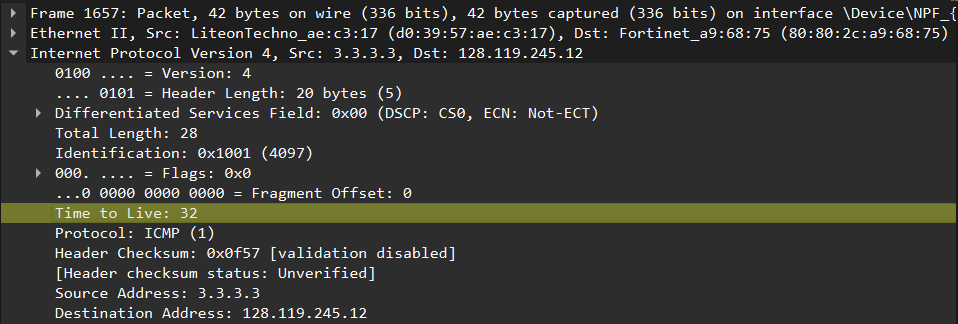 Frame 1657: Packet, 42 bytes on wire (336 bits), 42 bytes captured (336 bits) on interface \Device\NPF_{
Ethernet II, Src: LiteonTechno_ae:c3:17 (d0:39:57:ae:c3:17), Dst: Fortinet_a9:68:75 (80:80:2c:a9:68:75)
Internet Protocol Version 4, Src: 3.3.3.3, Dst: 128.119.245.12
0100 .... = Version: 4
.... 0101 = Header Length: 20 bytes (5)
Differentiated Services Field: 0x00 (DSCP: CS0, ECN: Not-ECT)
Total Length: 28
Identification: 0x1001 (4097)
000. .... = Flags: 0x0
...0 0000 0000 0000 = Fragment Offset: 0
Time to Live: 32
Protocol: ICMP (1)
Header Checksum: 0x0f57 [validation disabled]
[Header checksum status: Unverified]
Source Address: 3.3.3.3
Destination Address: 128.119.245.12